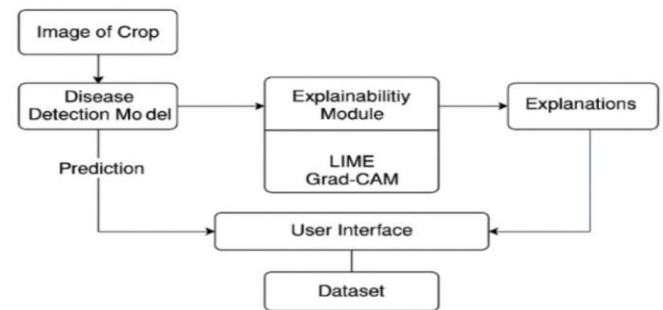 Image of Crop
Disease
Detection Mo del
Explainabilitiy
Module
LIME
Grad-CAM
Explanations
Prediction
User Interface
Dataset